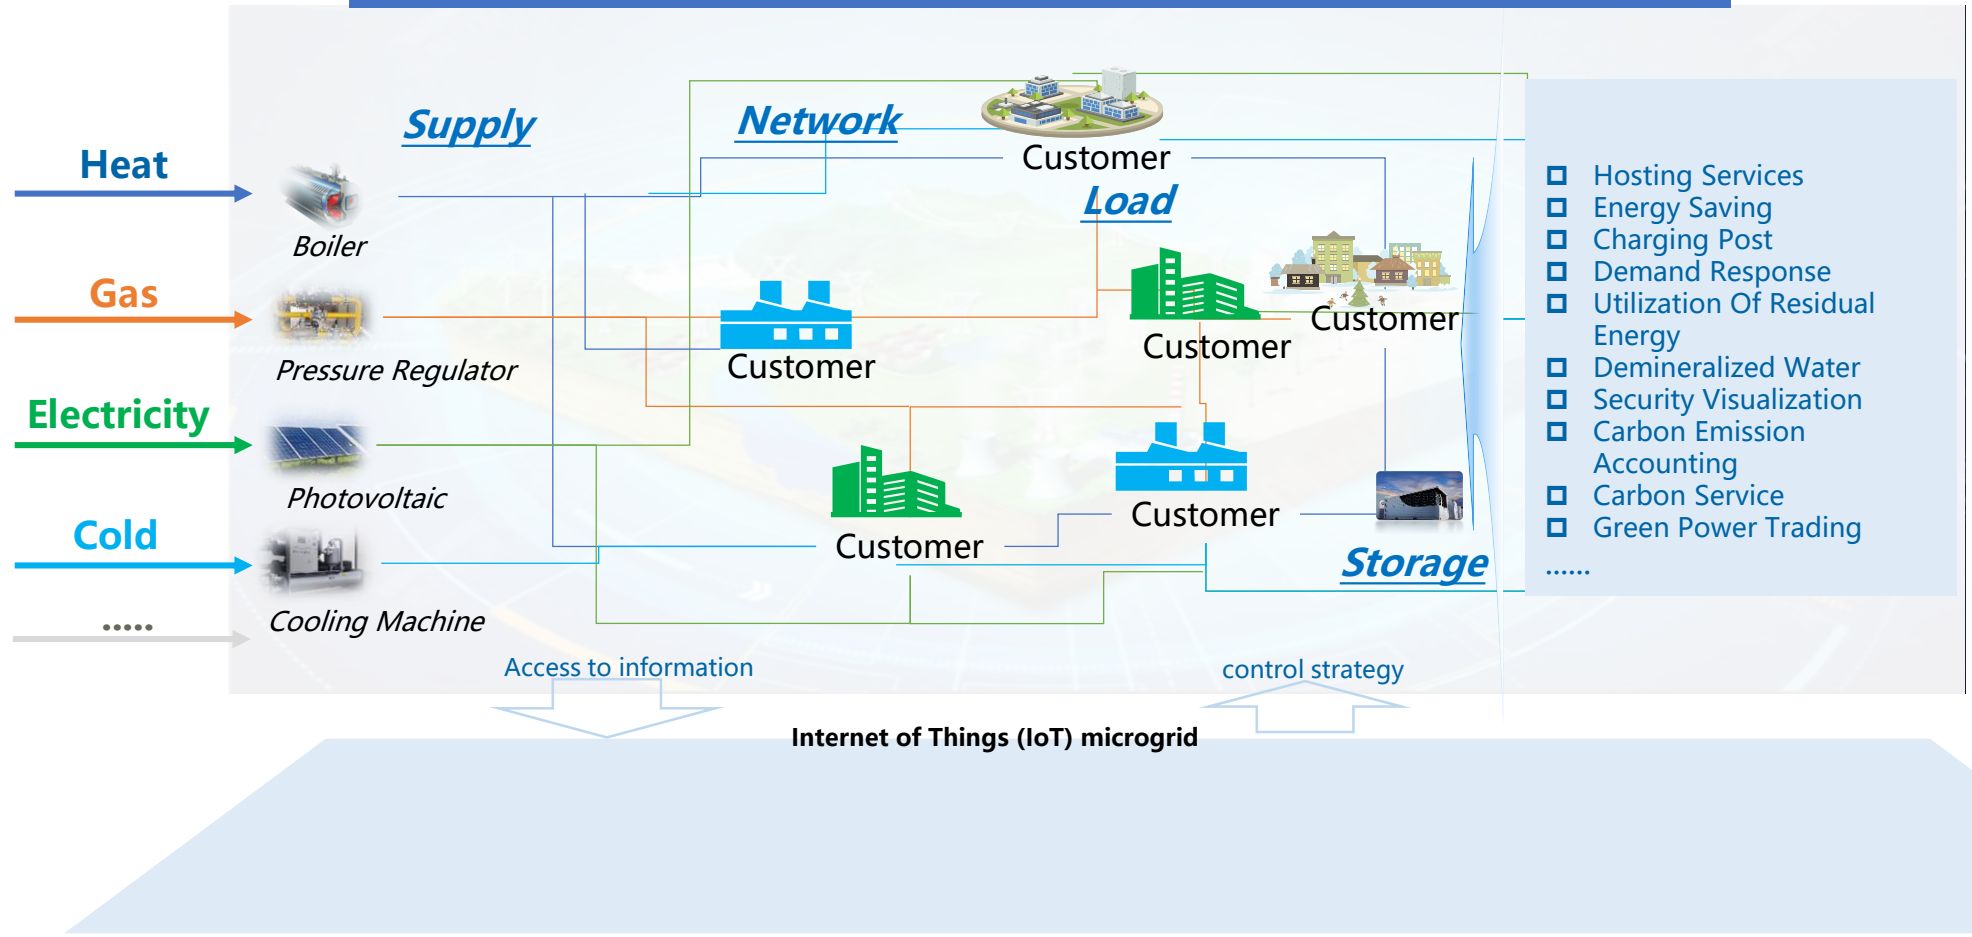 Supply
Network
Customer
Load
Heat
Boiler
Gas
Pressure Regulator
Customer
Customer
Customer
Electricity
Photovoltaic
Customer
Customer
Cold
Cooling Machine
Storage
.....
Hosting Services
Energy Saving
Charging Post
Demand Response
Utilization Of Residual
Energy
Demineralized Water
Security Visualization
Carbon Emission
Accounting
Carbon Service
Green Power Trading
......
Access to information
control strategy
Internet of Things (IoT) microgrid